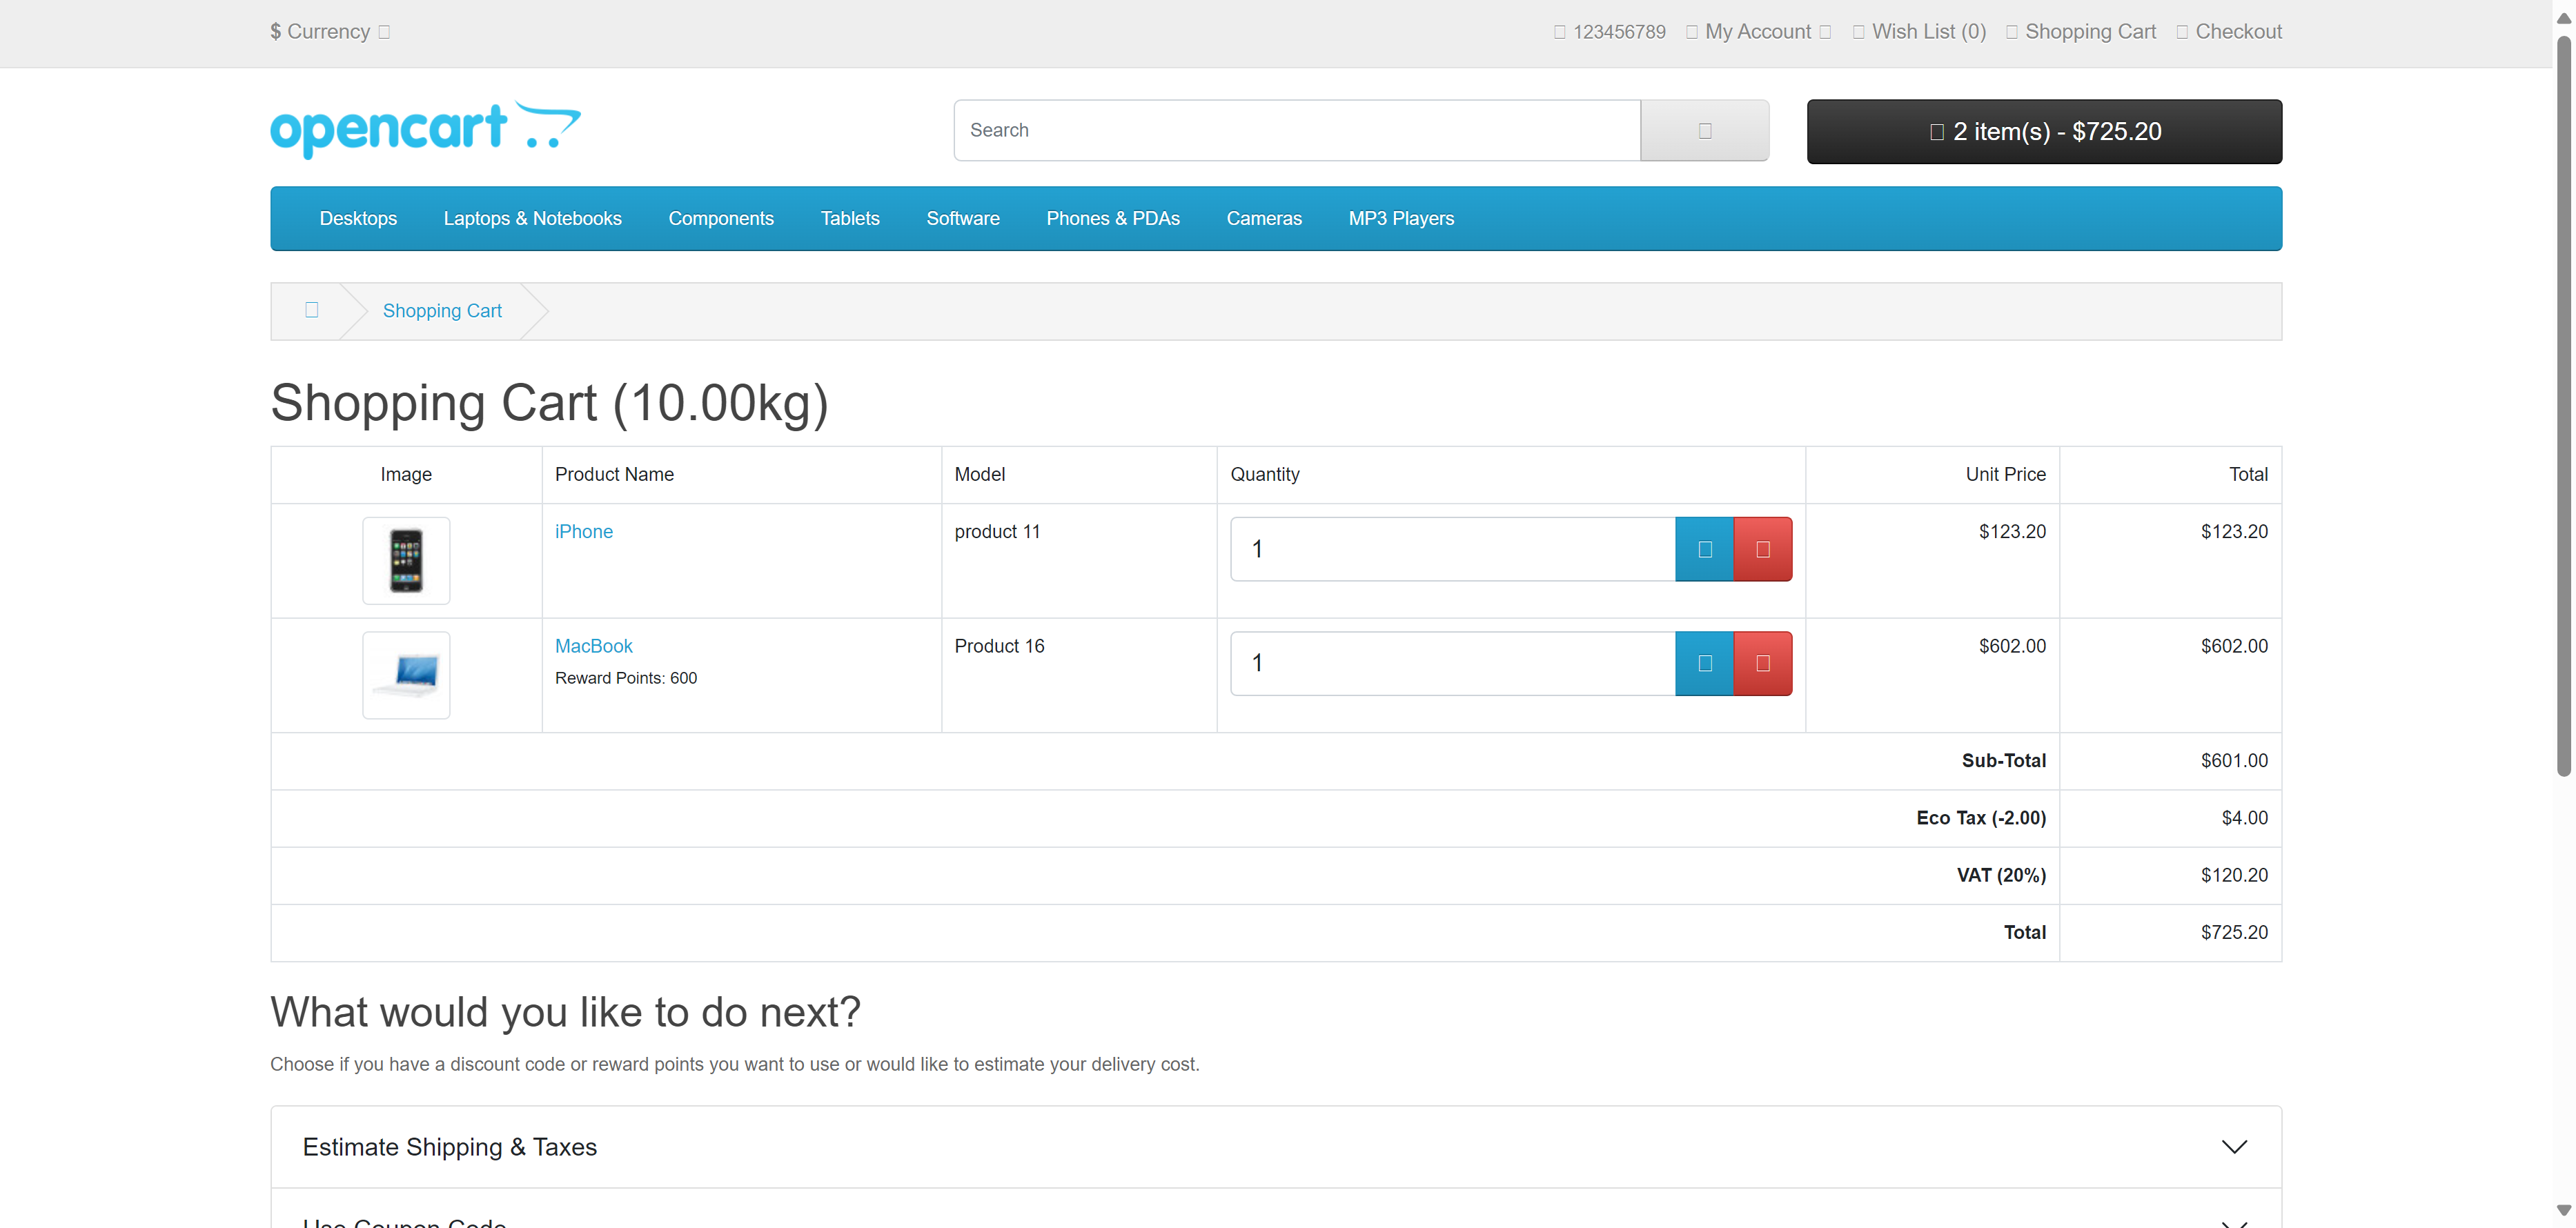 $ Currency
123456789 My Account Wish List (0) Shopping Cart Checkout
opencart
Search
2 item(s) - $725.20
Desktops Laptops & Notebooks Components Tablets Software Phones & PDAs Cameras MP3 Players
Shopping Cart
Shopping Cart (10.00kg)
Image Product Name Model Quantity Unit Price Total
iPhone product 11 1 $123.20 $123.20
MacBook Product 16 1 $602.00 $602.00
Reward Points: 600
Sub-Total $601.00
Eco Tax (-2.00) $4.00
VAT (20%) $120.20
Total $725.20
What would you like to do next?
Choose if you have a discount code or reward points you want to use or would like to estimate your delivery cost.
Estimate Shipping & Taxes
Use Coupon Code